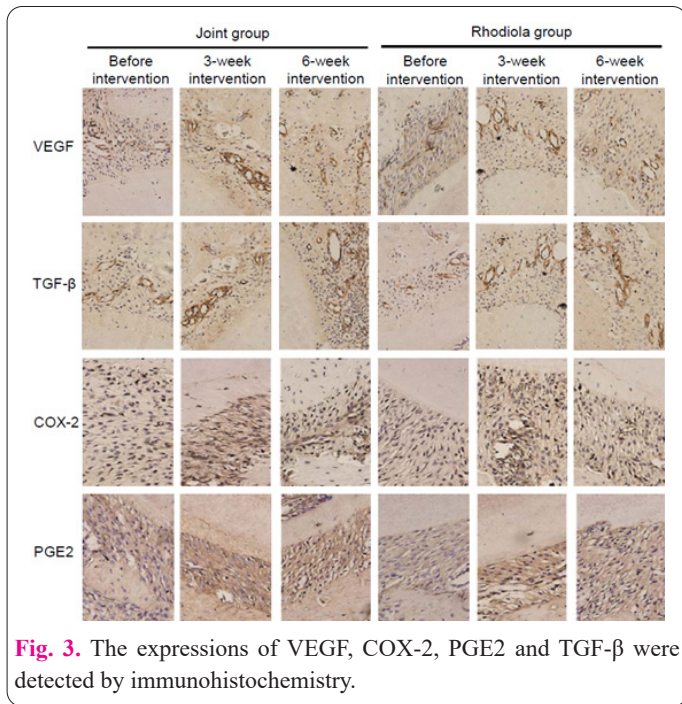 Joint group
Rhodiola group
Before intervention
3-week intervention
6-week intervention
Before intervention
3-week intervention
6-week intervention
VEGF
TGF-β
COX-2
PGE2
Fig. 3. The expressions of VEGF, COX-2, PGE2 and TGF-β were
detected by immunohistochemistry.